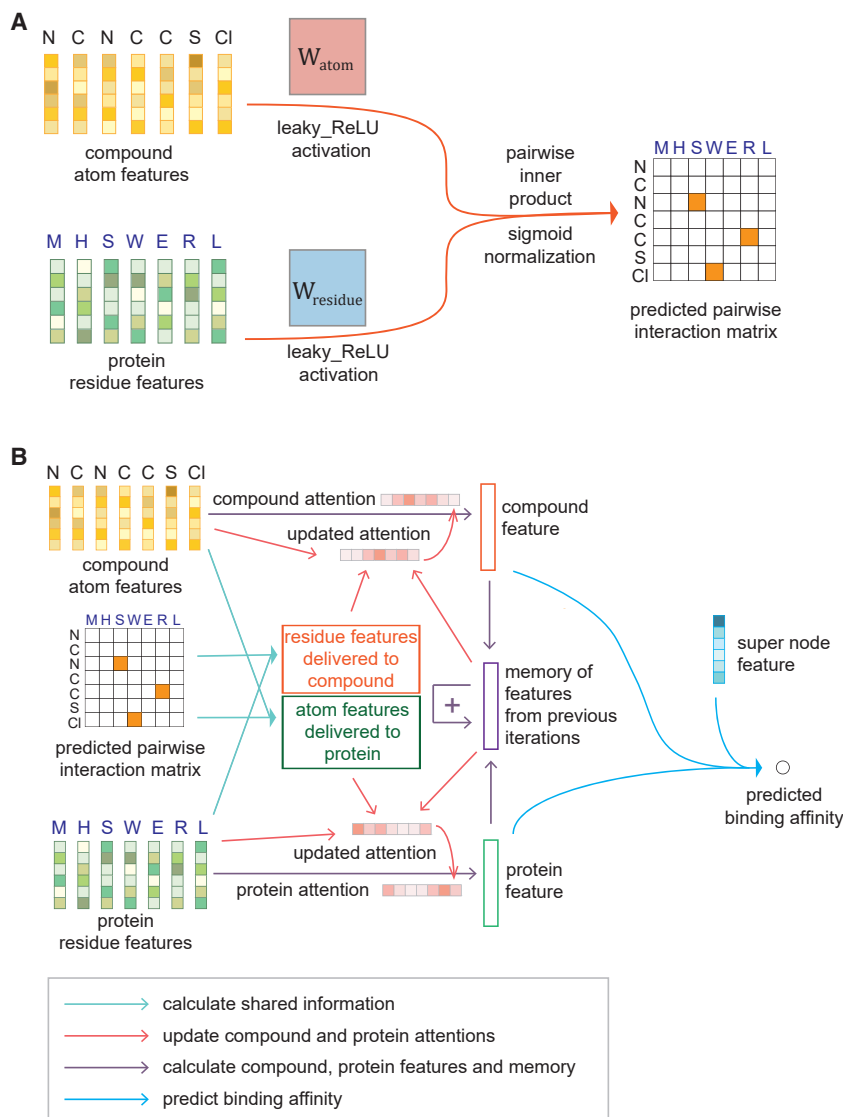 A
N C N C C S Cl
W_atom
leaky_ReLU
activation
compound
atom features
pairwise
inner
product
sigmoid
normalization
M H S W E R L
N
C
N
C
C
S
Cl
predicted pairwise
interaction matrix
M H S W E R L
W_residue
leaky_ReLU
activation
protein
residue features
B
N C N C C S Cl
compound
atom features
compound attention
updated attention
compound
feature
M H S W E R L
N
C
N
C
C
S
Cl
predicted pairwise
interaction matrix
residue features
delivered to
compound
atom features
delivered to
protein
+
memory of
features
from previous
iterations
super node
feature
predicted
binding affinity
M H S W E R L
protein
residue features
updated attention
protein attention
protein
feature
calculate shared information
update compound and protein attentions
calculate compound, protein features and memory
predict binding affinity